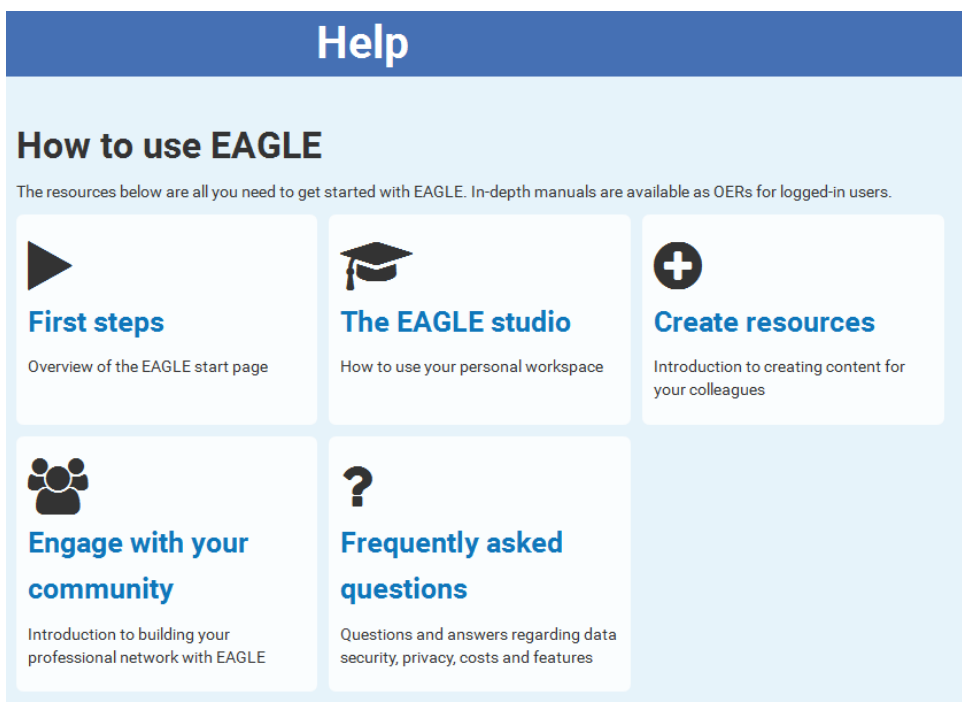 Help
How to use EAGLE
The resources below are all you need to get started with EAGLE. In-depth manuals are available as OERs for logged-in users.
First steps
Overview of the EAGLE start page
The EAGLE studio
How to use your personal workspace
Create resources
Introduction to creating content for
your colleagues
Engage with your
community
Introduction to building your
professional network with EAGLE
Frequently asked
questions
Questions and answers regarding data
security, privacy, costs and features